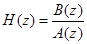 H(z) = B(z) / A(z)